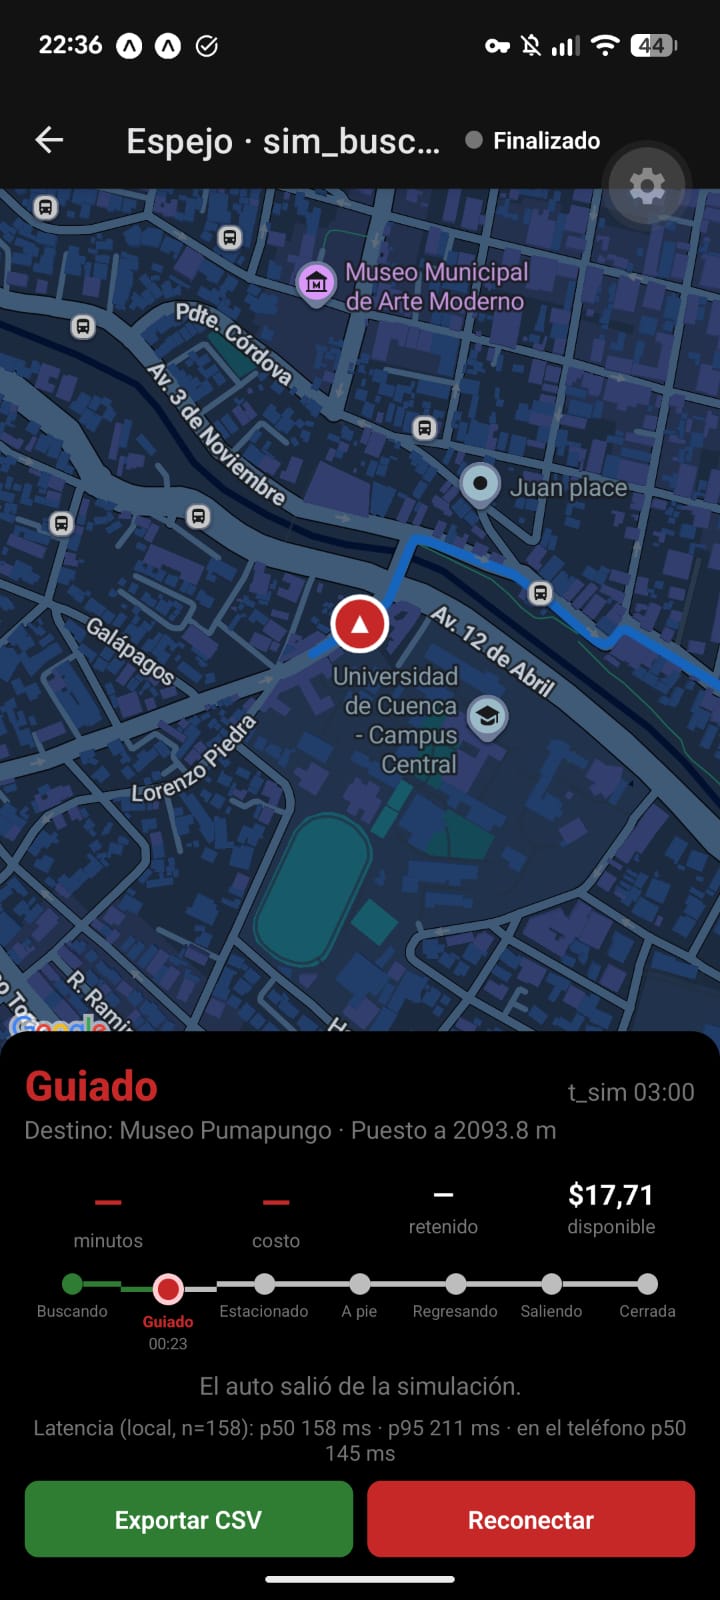 22:36
44
Espejo · sim_busc...
Finalizado
Museo Municipal
de Arte Moderno
Pdte. Córdova
Av. 3 de Noviembre
Juan place
Av. 12 de Abril
Galápagos
Universidad
de Cuenca
- Campus
Central
Lorenzo Piedra
R. Ramir
Google
Guiado
t_sim 03:00
Destino: Museo Pumapungo · Puesto a 2093.8 m
— — – $17,71
minutos costo retenido disponible
Buscando Guiado Estacionado A pie Regresando Saliendo Cerrada
00:23
El auto salió de la simulación.
Latencia (local, n=158): p50 158 ms · p95 211 ms · en el teléfono p50
145 ms
Exportar CSV
Reconectar